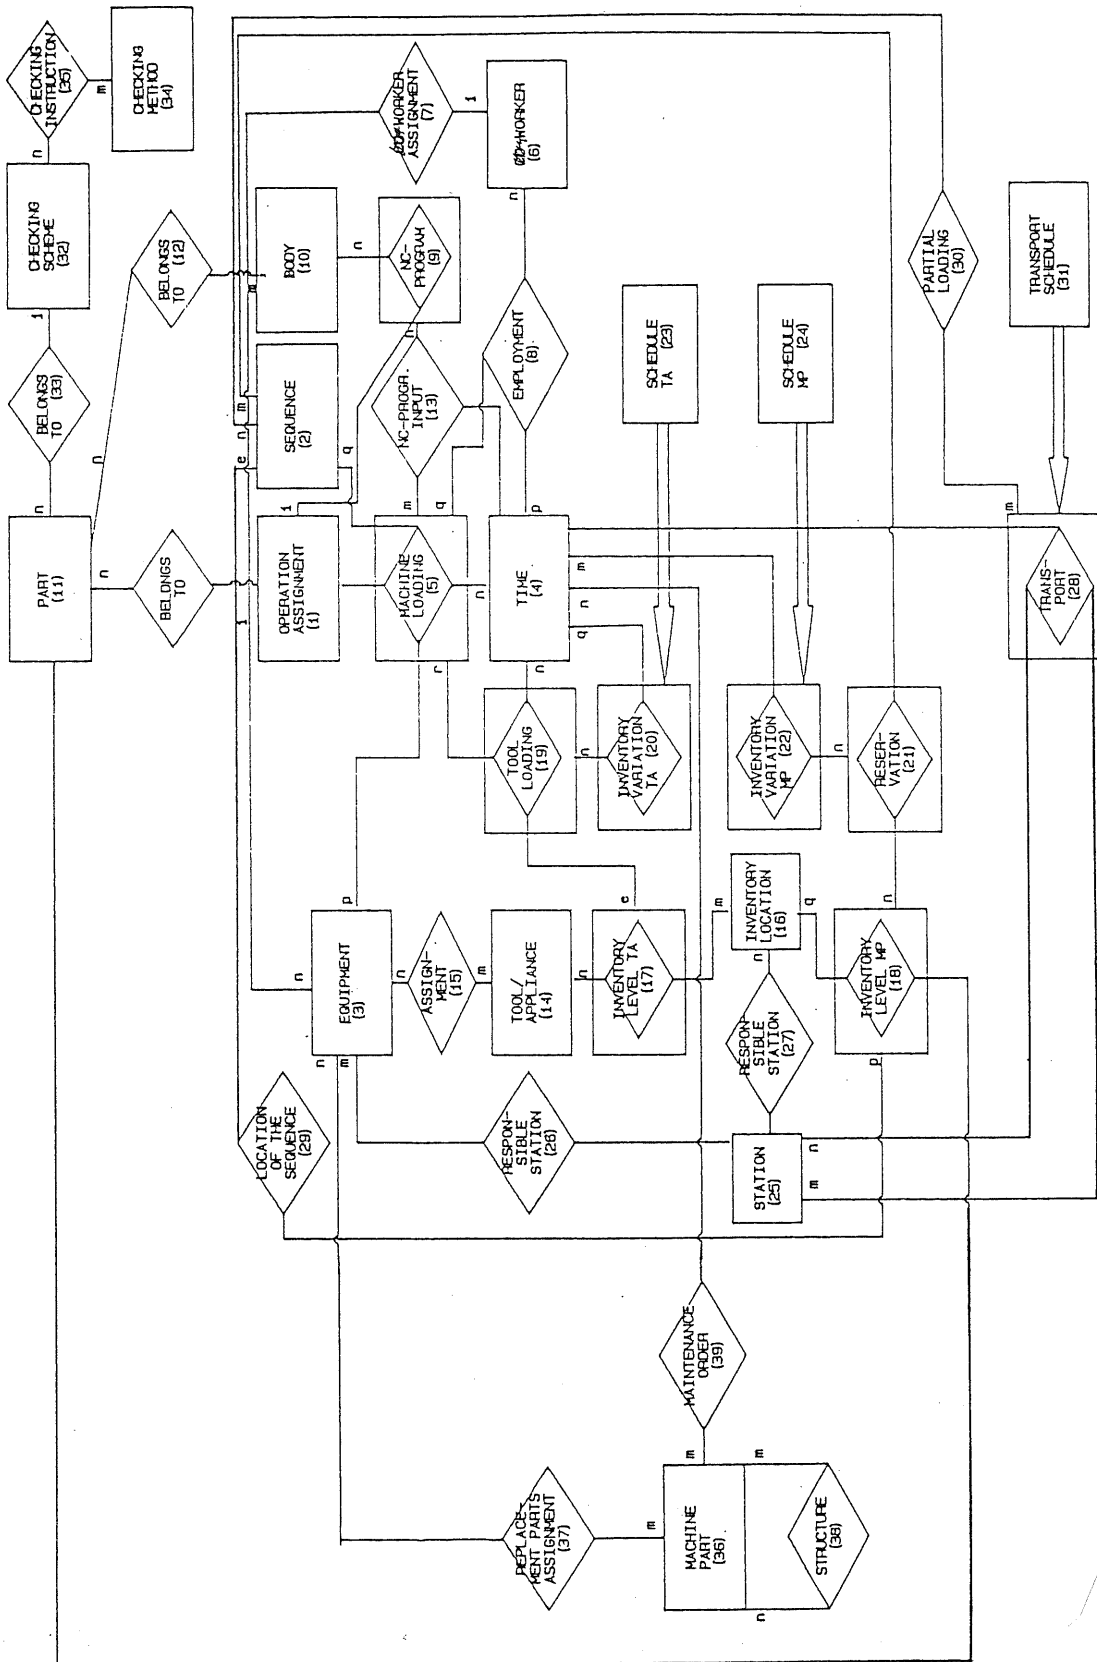 CHECKING
INSTRUCTION
(35)
m
CHECKING
METHOD
(34)
n
CHECKING
SCHEME
(32)
1
BELONGS
TO
(33)
n
PART
(11)
n
BELONGS
TO
(12)
n
BELONGS
TO
BODY
(10)
n
NC-
PROGRAM
(9)
n
m
WORKER
ASSIGNMENT
(7)
1
WORKER
(6)
n
EMPLOYMENT
(8)
p
q
SEQUENCE
(2)
e
n
m
q
OPERATION
ASSIGNMENT
(1)
1
1
NC-PROGR.
INPUT
(13)
m
MACHINE
LOADING
(5)
n
r
TIME
(4)
n
q
n
m
SCHEDULE
TA
(23)
SCHEDULE
MP
(24)
PARTIAL
LOADING
(30)
m
TRANSPORT
SCHEDULE
(31)
TRANS-
PORT
(28)
TOOL
LOADING
(19)
INVENTORY
VARIATION
TA
(20)
n
INVENTORY
VARIATION
MP
(22)
n
RESER-
VATION
(21)
n
EQUIPMENT
(3)
n
p
n
n
m
ASSIGN-
MENT
(15)
m
TOOL/
APPLIANCE
(14)
n
INVENTORY
LEVEL TA
(17)
e
m
INVENTORY
LOCATION
(16)
n
q
INVENTORY
LEVEL MP
(18)
p
LOCATION
OF THE
SEQUENCE
(29)
RESPON-
SIBLE
STATION
(26)
RESPON-
SIBLE
STATION
(27)
STATION
(25)
n
m
MAINTENANCE
ORDER
(39)
m
REPLACE-
MENT PARTS
ASSIGNMENT
(37)
m
MACHINE
PART
(36)
m
n
STRUCTURE
(38)